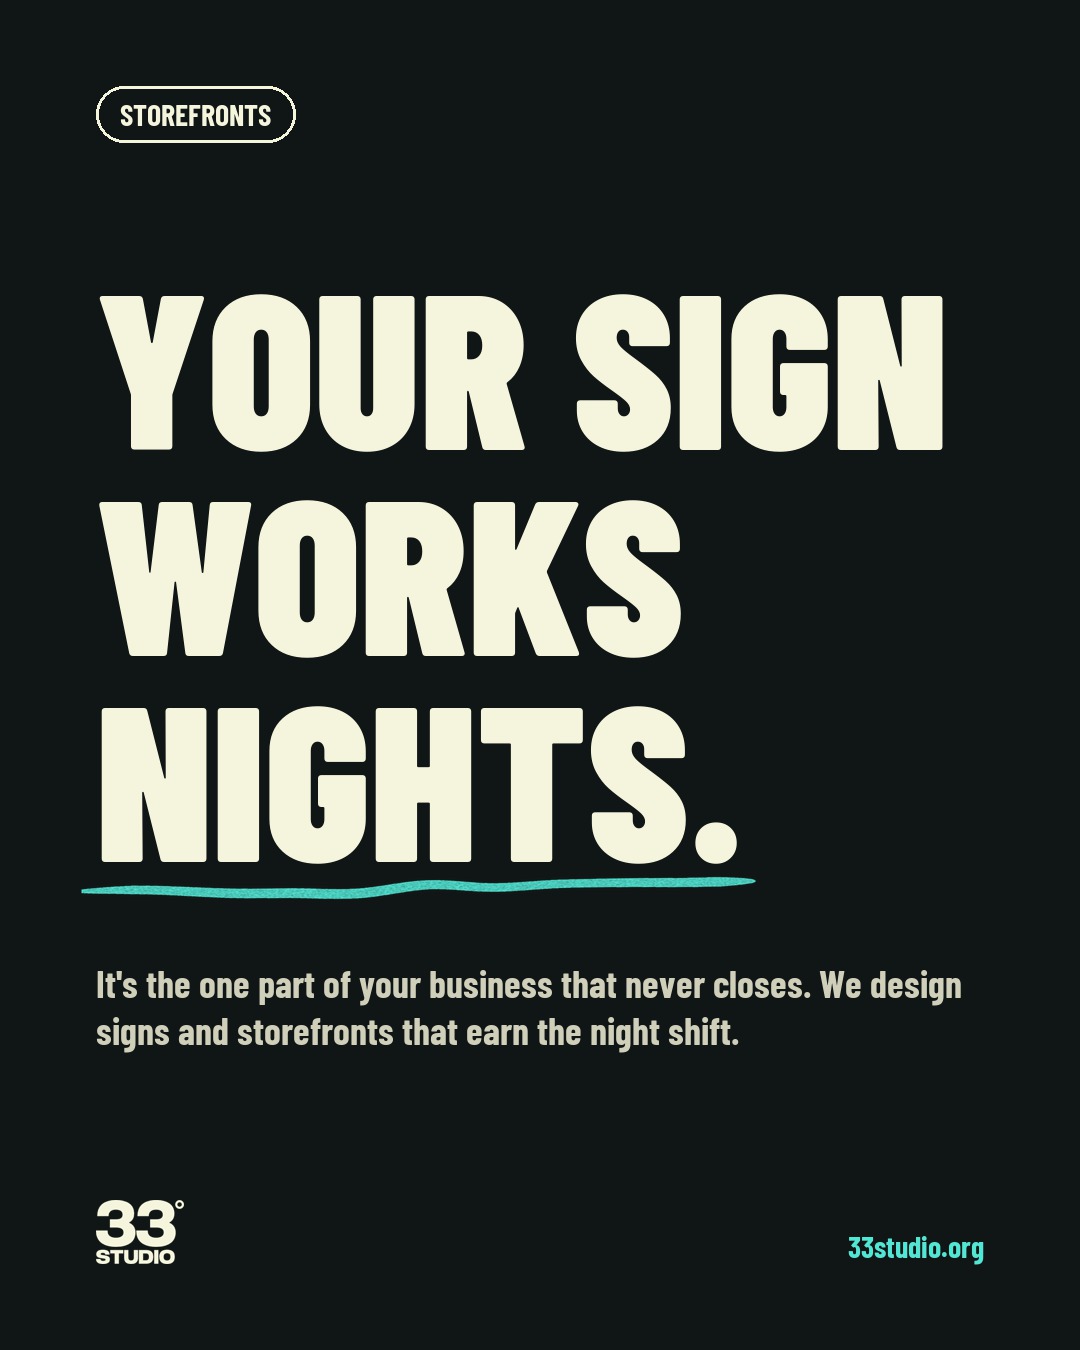 STOREFRONTS
YOUR SIGN
WORKS
NIGHTS.
It's the one part of your business that never closes. We design
signs and storefronts that earn the night shift.
33°
STUDIO
33studio.org